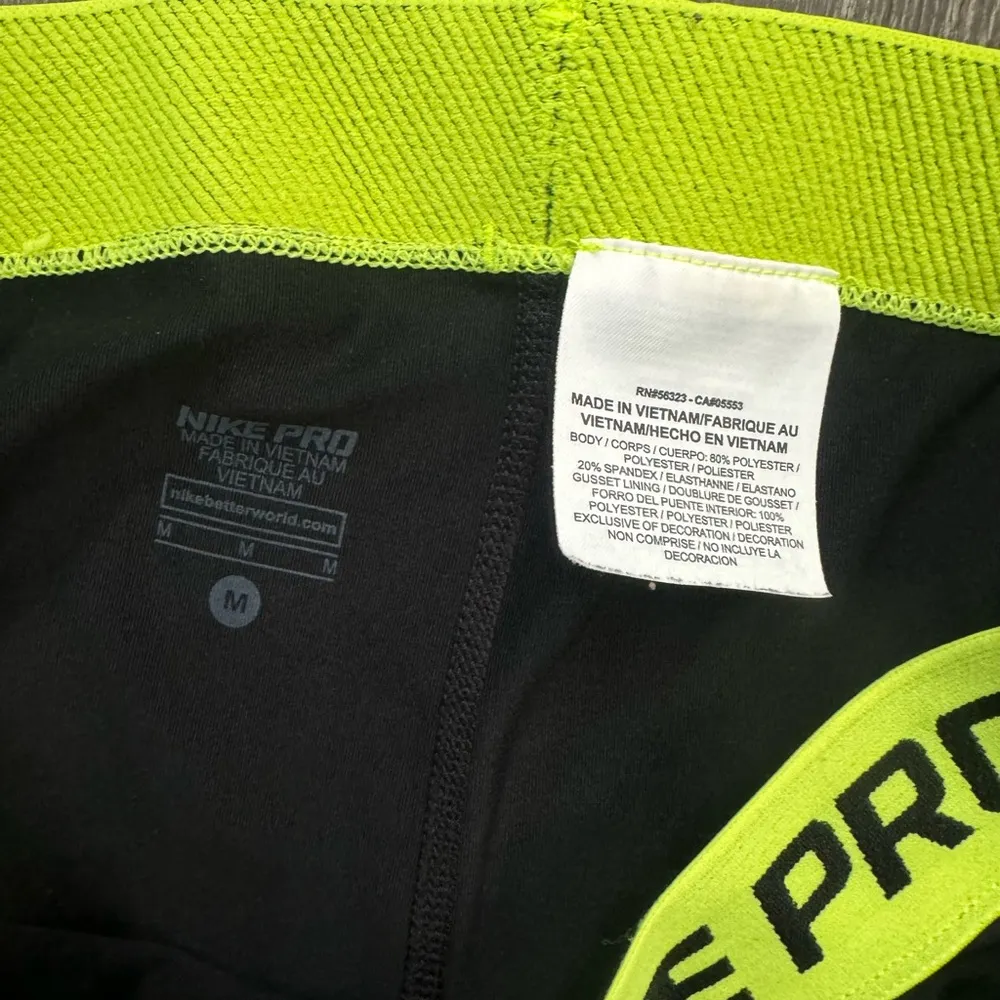 NIKE PRO
MADE IN VIETNAM
FABRIQUE AU
VIETNAM
nikebetterworld.com
M
M
M
M
RN#56323 - CA#05553
MADE IN VIETNAM/FABRIQUE AU
VIETNAM/HECHO EN VIETNAM
BODY / CORPS / CUERPO: 80% POLYESTER /
POLYESTER / POLIESTER
20% SPANDEX / ELASTHANNE / ELASTANO
GUSSET LINING / DOUBLURE DE GOUSSET /
FORRO DEL PUENTE INTERIOR: 100%
POLYESTER / POLYESTER / POLIESTER
EXCLUSIVE OF DECORATION / DECORATION
NON COMPRISE / NO INCLUYE LA
DECORACION
E PRO